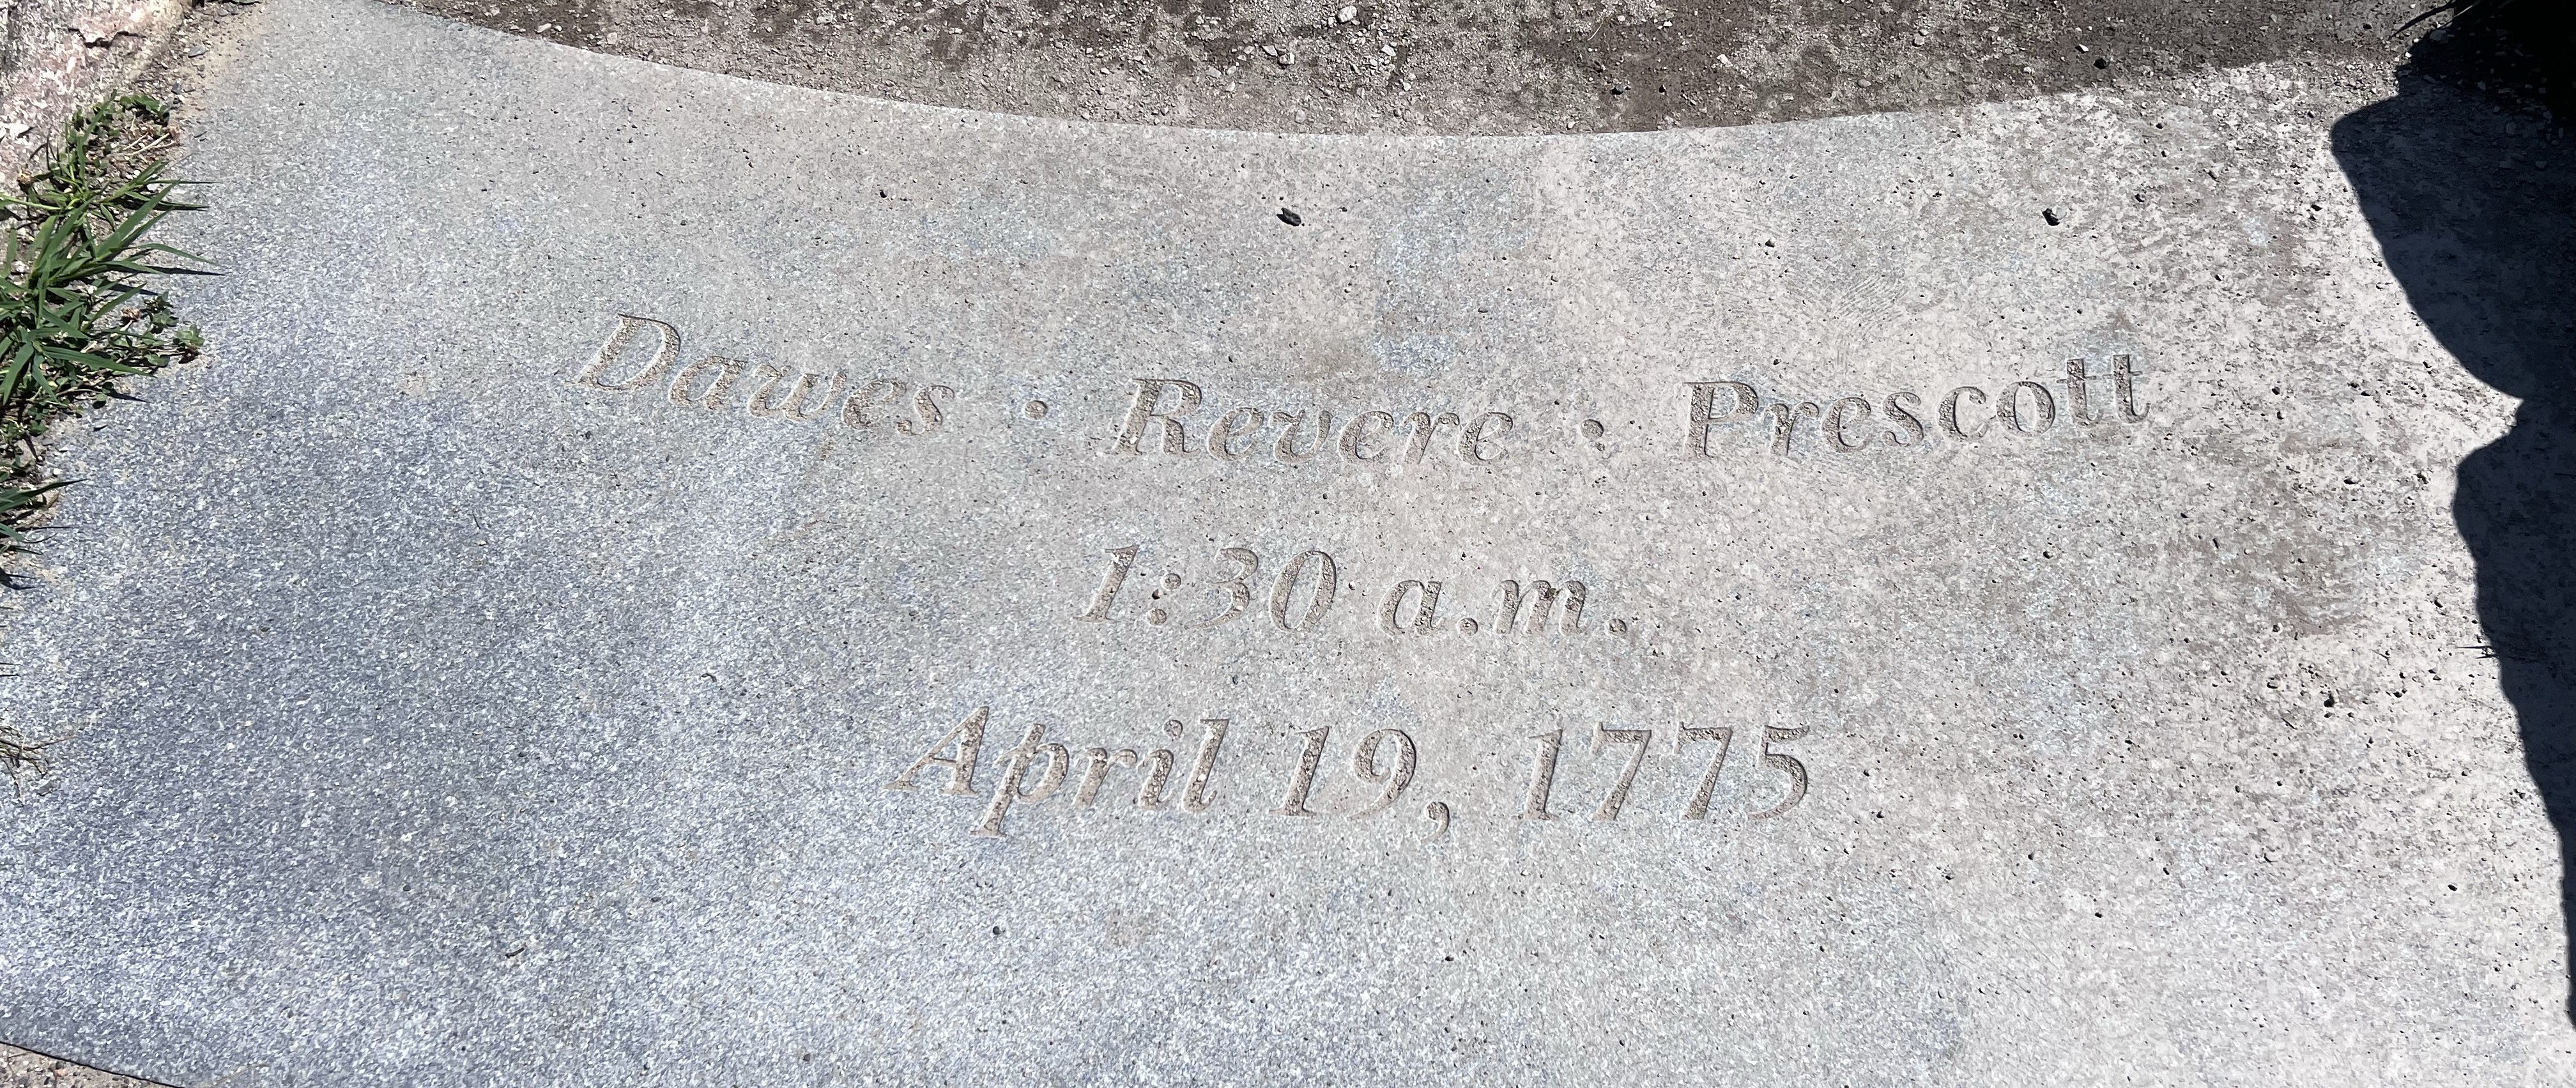 Dawes · Revere · Prescott
1:30 a.m.
April 19, 1775